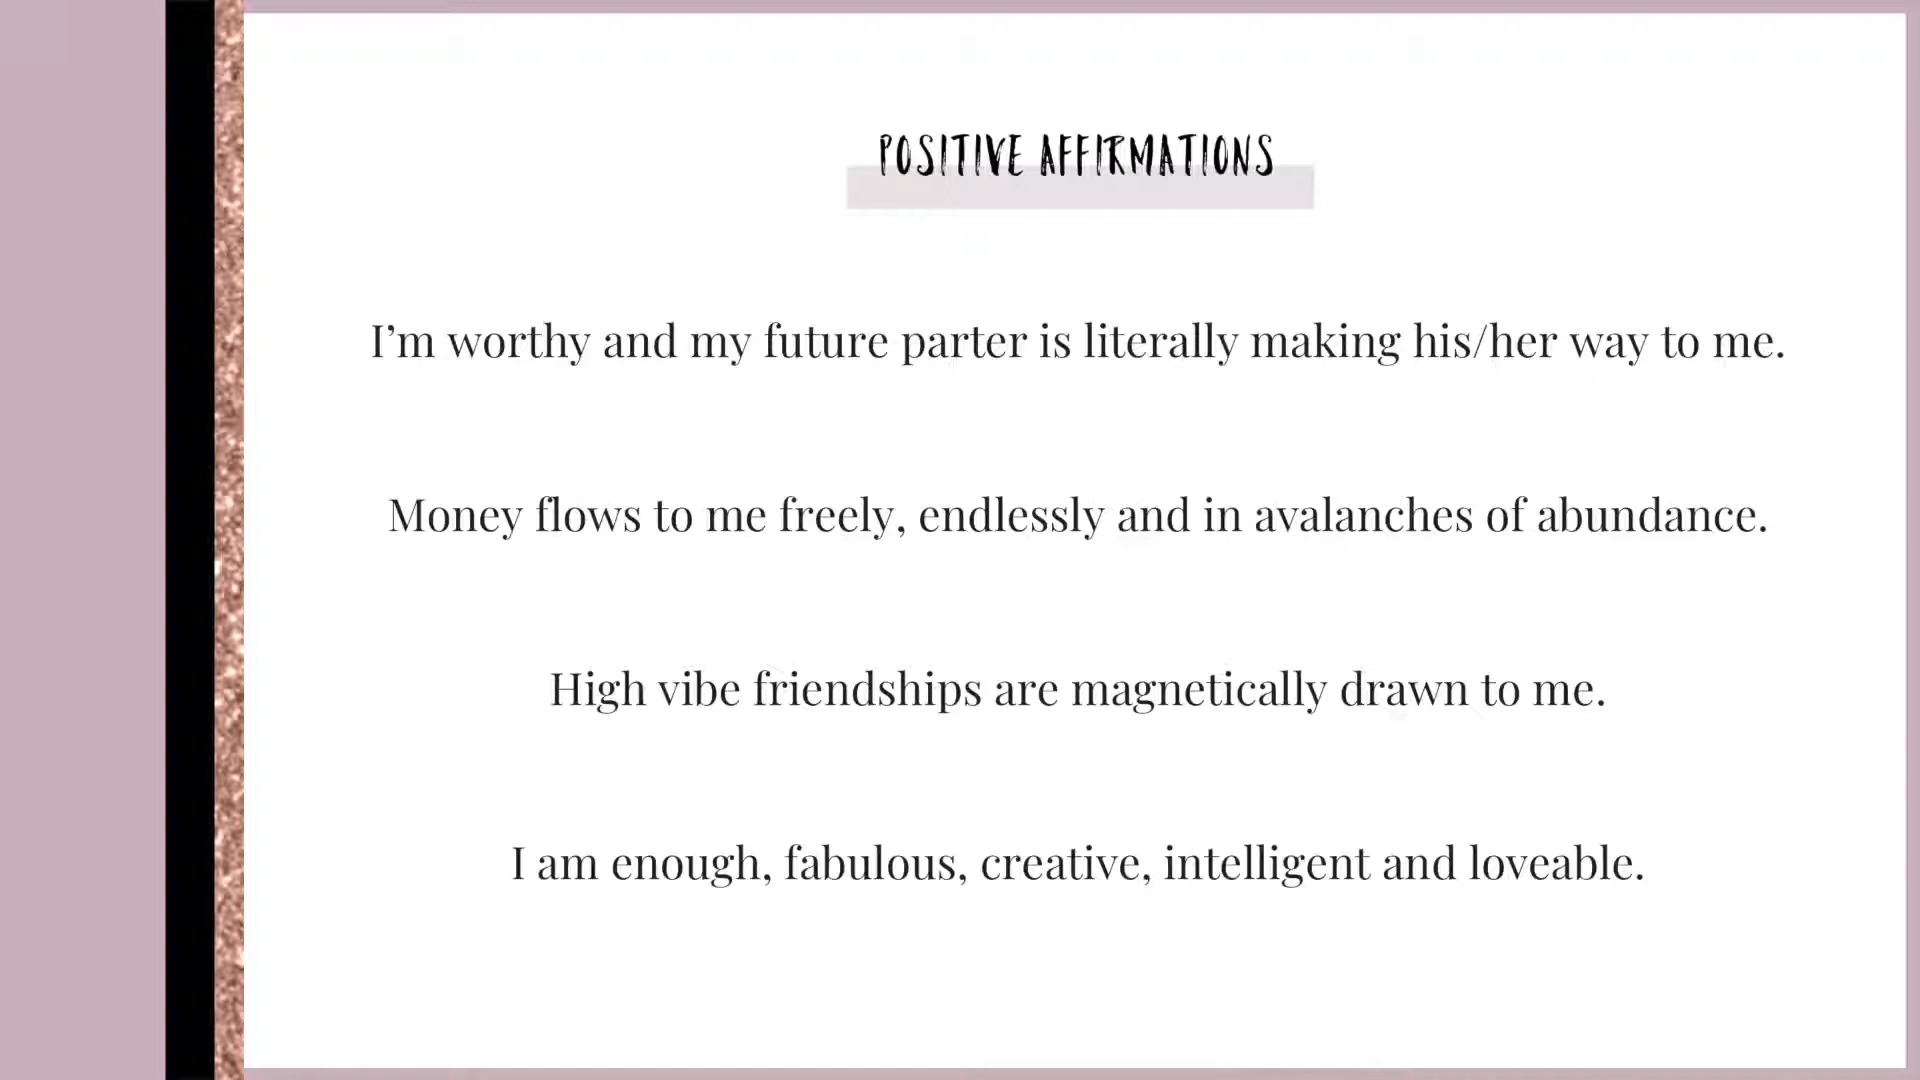 POSITIVE AFFIRMATIONS
I’m worthy and my future parter is literally making his/her way to me.
Money flows to me freely, endlessly and in avalanches of abundance.
High vibe friendships are magnetically drawn to me.
I am enough, fabulous, creative, intelligent and loveable.